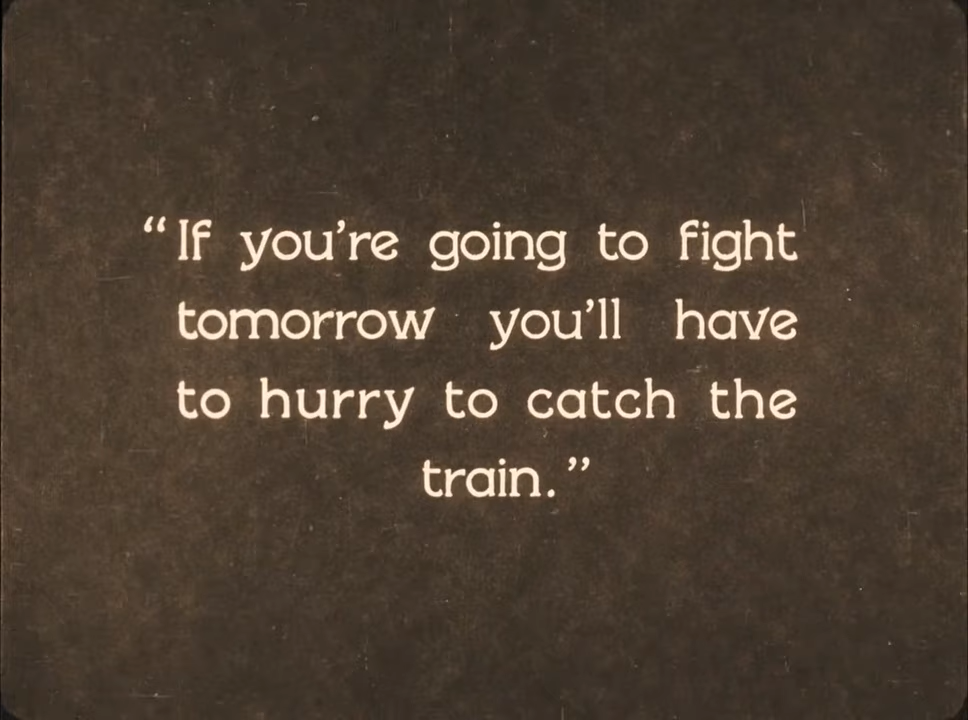 “If you’re going to fight
tomorrow you’ll have
to hurry to catch the
train.”